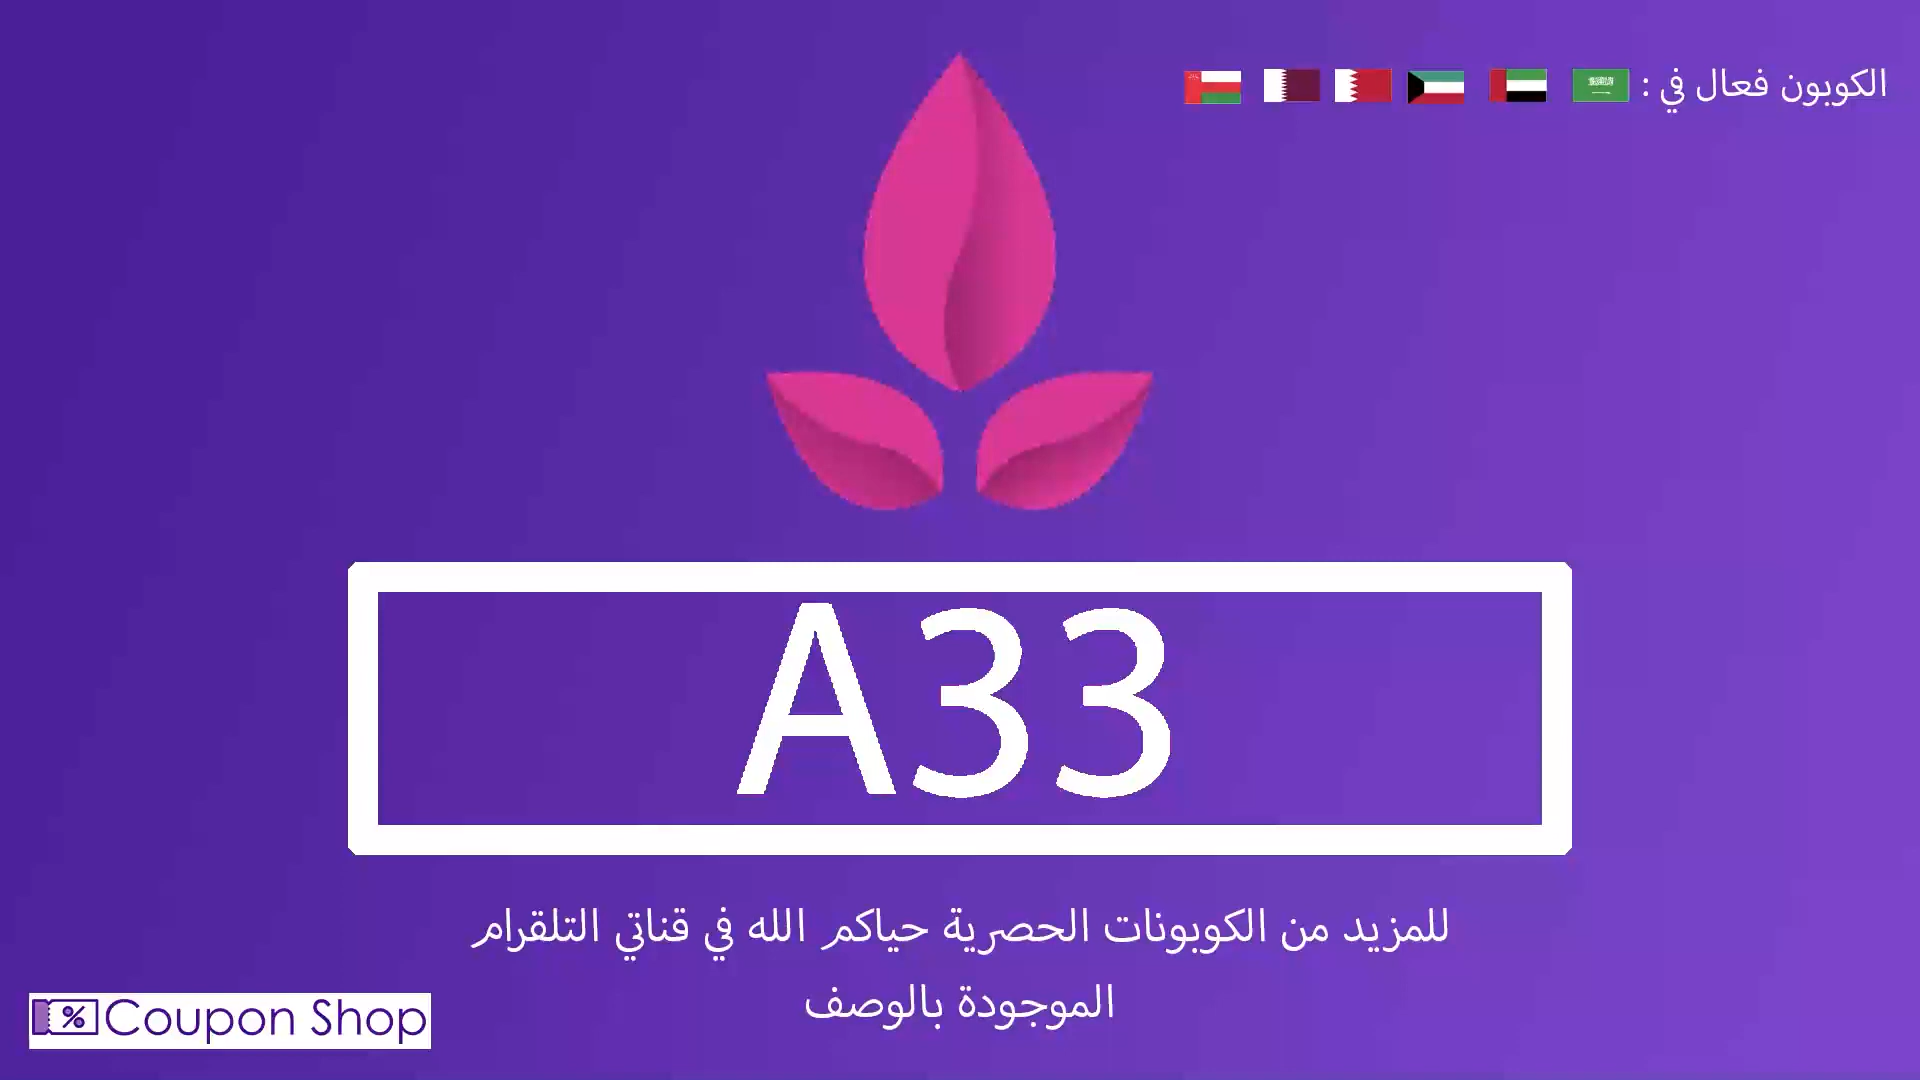 الكوبون فعال في :
A33
للمزيد من الكوبونات الحصرية حياكم الله في قناتي التلقرام
الموجودة بالوصف
% Coupon Shop